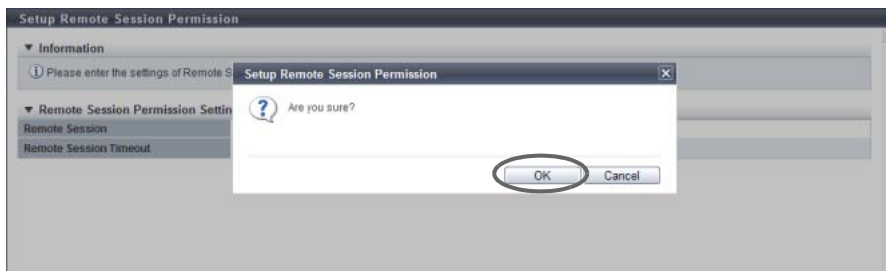 Setup Remote Session Permission
Information
Please enter the settings of Remote S
Remote Session Permission Settin
Remote Session
Remote Session Timeout
Setup Remote Session Permission
Are you sure?
OK
Cancel